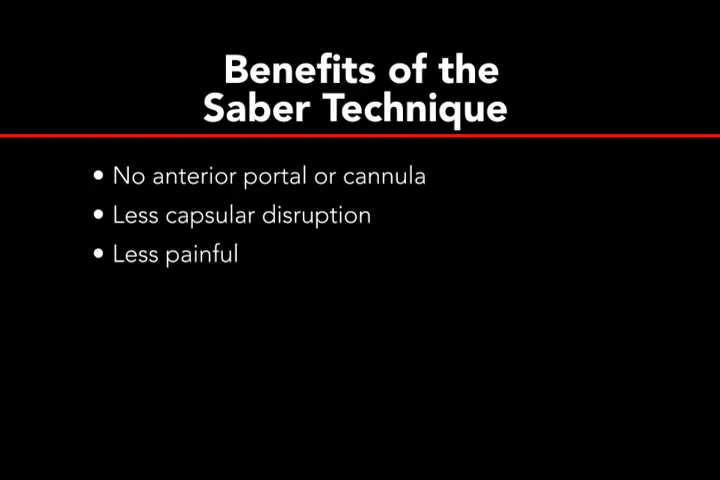 Benefits of the
Saber Technique
• No anterior portal or cannula
• Less capsular disruption
• Less painful